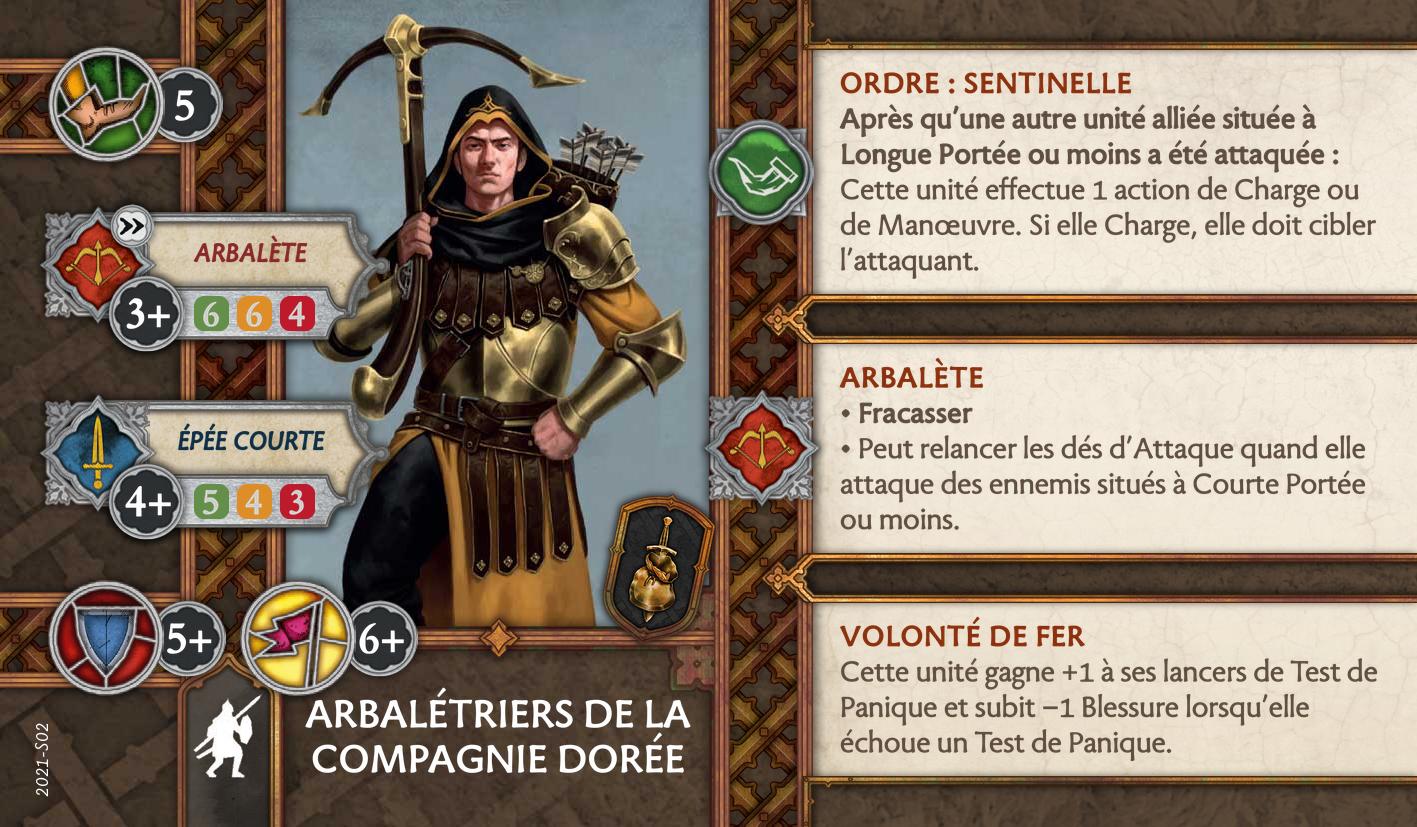 5
ARBALÈTE
3+ 6 6 4
ÉPÉE COURTE
4+ 5 4 3
5+ 6+
ARBALÉTRIERS DE LA
COMPAGNIE DORÉE
2021-S02
ORDRE : SENTINELLE
Après qu’une autre unité alliée située à
Longue Portée ou moins a été attaquée :
Cette unité effectue 1 action de Charge ou
de Manœuvre. Si elle Charge, elle doit cibler
l’attaquant.
ARBALÈTE
• Fracasser
• Peut relancer les dés d’Attaque quand elle
attaque des ennemis situés à Courte Portée
ou moins.
VOLONTÉ DE FER
Cette unité gagne +1 à ses lancers de Test de
Panique et subit −1 Blessure lorsqu’elle
échoue un Test de Panique.